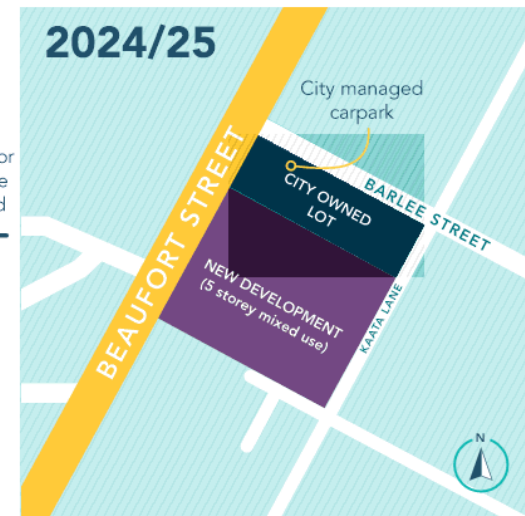 2024/25
City managed
carpark
or
e
d
BEAUFORT STREET
BARLEE STREET
CITY OWNED
LOT
NEW DEVELOPMENT
(5 storey mixed use)
KAATA LANE
N